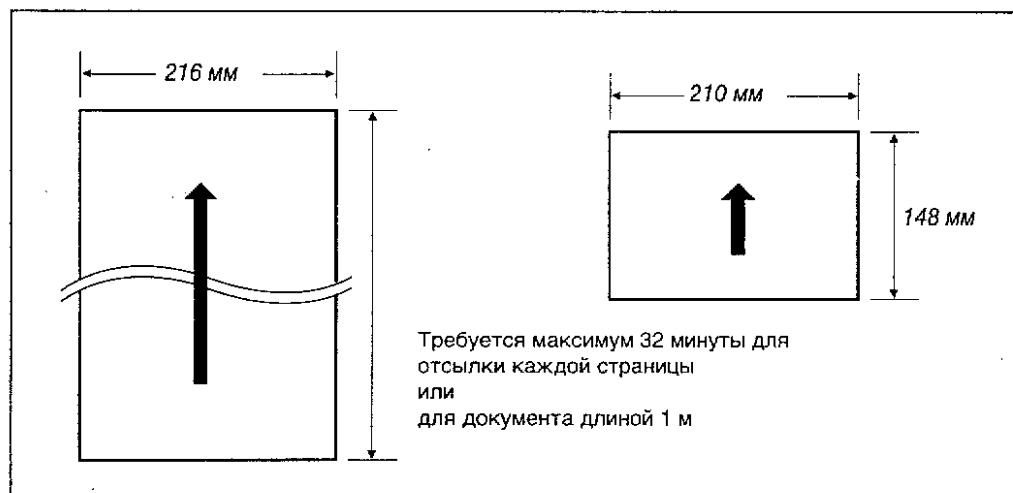 216 мм
210 мм
148 мм
Требуется максимум 32 минуты для
отсылки каждой страницы
или
для документа длиной 1 м